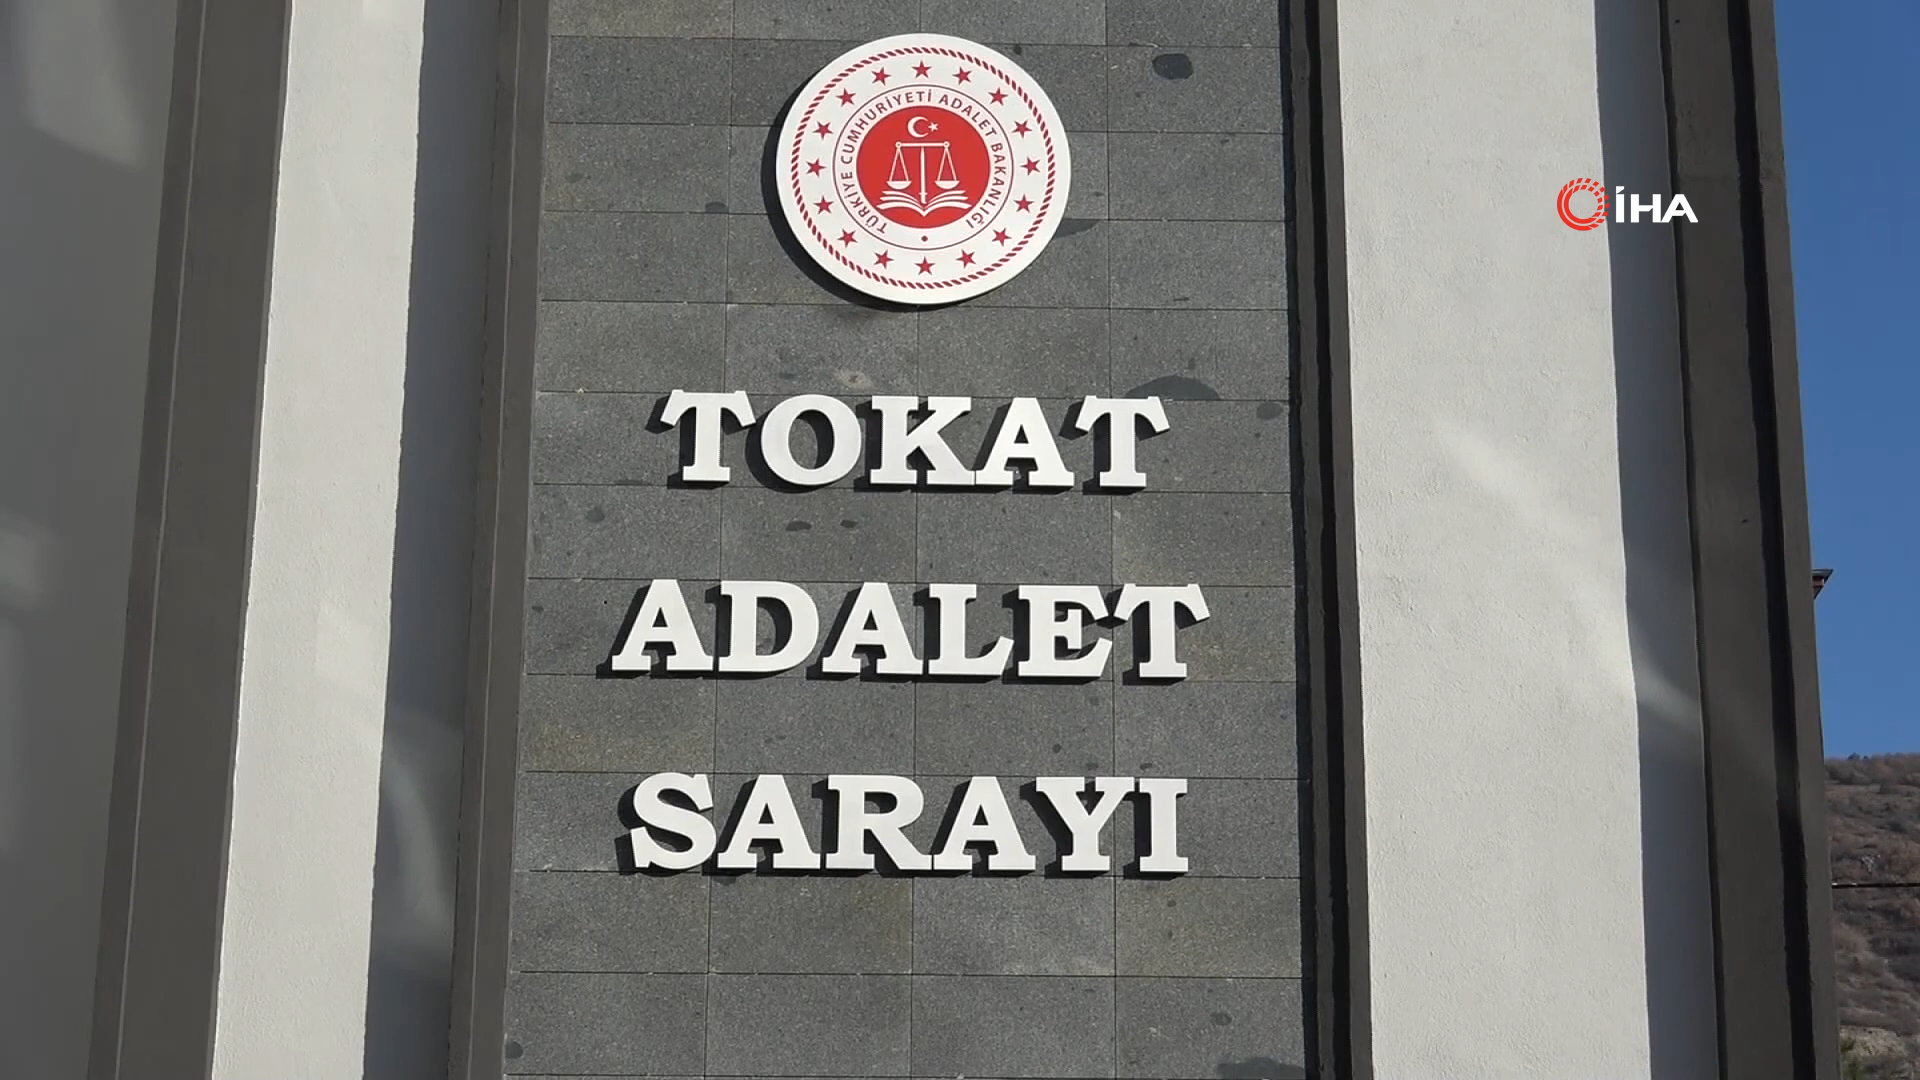 TÜRKİYE CUMHURİYETİ ADALET BAKANLIĞI
İHA
TOKAT
ADALET
SARAYI